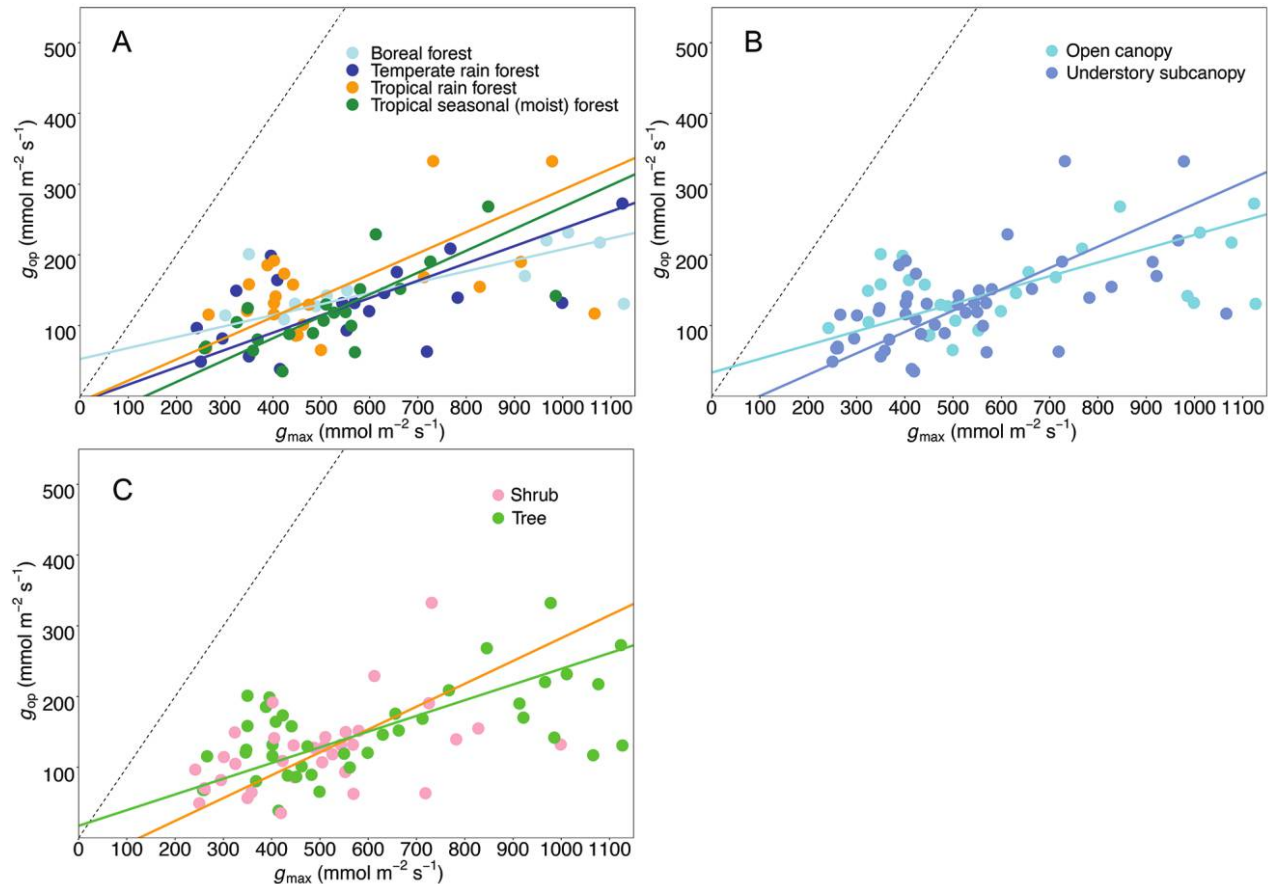 A
Boreal forest
Temperate rain forest
Tropical rain forest
Tropical seasonal (moist) forest
500
400
300
200
100
gop (mmol m−2 s−1)
0 100 200 300 400 500 600 700 800 900 1000 1100
gmax (mmol m−2 s−1)
B
Open canopy
Understory subcanopy
500
400
300
200
100
gop (mmol m−2 s−1)
0 100 200 300 400 500 600 700 800 900 1000 1100
gmax (mmol m−2 s−1)
C
Shrub
Tree
500
400
300
200
100
gop (mmol m−2 s−1)
0 100 200 300 400 500 600 700 800 900 1000 1100
gmax (mmol m−2 s−1)